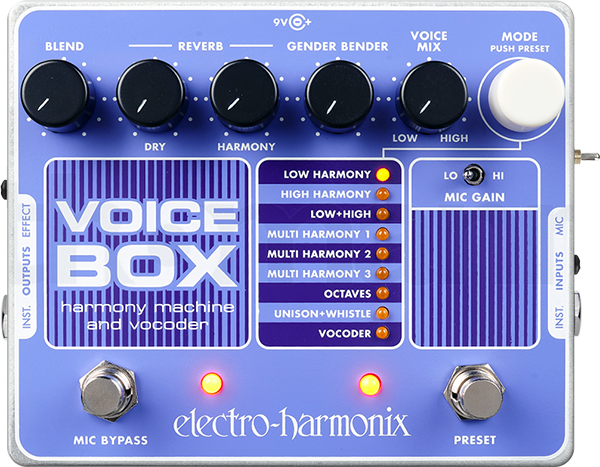 9V +
BLEND
REVERB
GENDER BENDER
VOICE
MIX
MODE
PUSH PRESET
DRY
HARMONY
LOW HIGH
LOW HARMONY
HIGH HARMONY
LOW+HIGH
MULTI HARMONY 1
MULTI HARMONY 2
MULTI HARMONY 3
OCTAVES
UNISON+WHISTLE
VOCODER
LO HI
MIC GAIN
VOICE
BOX
harmony machine
and vocoder
INST. OUTPUTS EFFECT
INST. INPUTS MIC
MIC BYPASS
electro-harmonix
PRESET